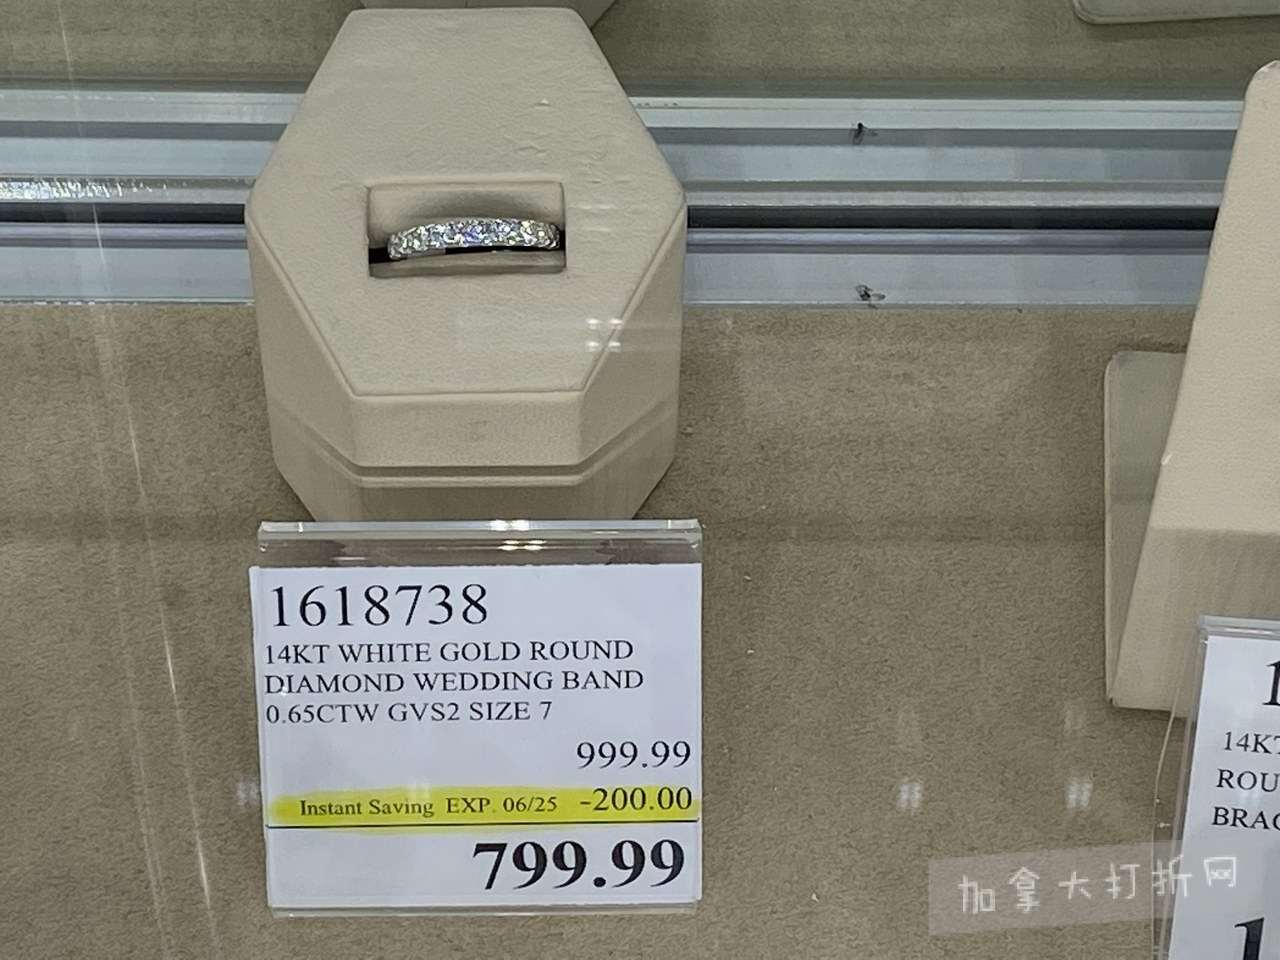 1618738
14KT WHITE GOLD ROUND
DIAMOND WEDDING BAND
0.65CTW GVS2 SIZE 7
999.99
Instant Saving EXP. 06/25 -200.00
799.99
14KT
ROU
BRAC
加拿大打折网